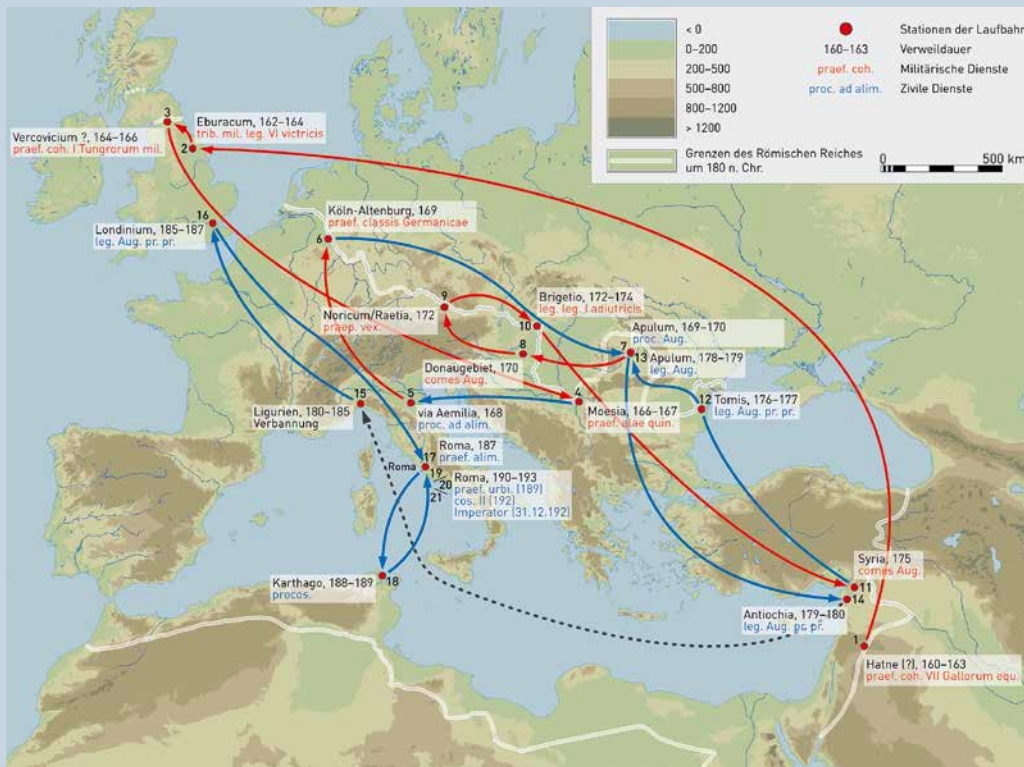 < 0
0–200
200–500
500–800
800–1200
> 1200
Stationen der Laufbahn
160–163 Verweildauer
praef. coh. Militärische Dienste
proc. ad alim. Zivile Dienste
Grenzen des Römischen Reiches
um 180 n. Chr.
0 500 km
3
Vercovicium ?, 164–166
praef. coh. I Tungrorum mil.
Eburacum, 162–164
trib. mil. leg. VI victricis
2
16
Londinium, 185–187
leg. Aug. pr. pr.
Köln-Altenburg, 169
praef. classis Germanicae
6
9
Noricum/Raetia, 172
praep. vex.
Brigetio, 172–174
leg. leg. I adiutricis
10
8
Donaugebiet, 170
comes Aug.
Apulum, 169–170
proc. Aug.
7
13
Apulum, 178–179
leg. Aug.
12
Tomis, 176–177
leg. Aug. pr. pr.
15
Ligurien, 180–185
Verbannung
5
via Aemilia, 168
proc. ad alim.
4
Moesia, 166–167
praef. alae quin.
Roma, 187
praef. alim.
17
Roma
19
20
21
Roma, 190–193
praef. urbi. (189)
cos. II (192)
Imperator (31.12.192)
Karthago, 188–189
procos.
18
Syria, 175
comes Aug.
11
14
Antiochia, 179–180
leg. Aug. pr. pr.
1
Hatne (?), 160–163
praef. coh. VII Gallorum equ.